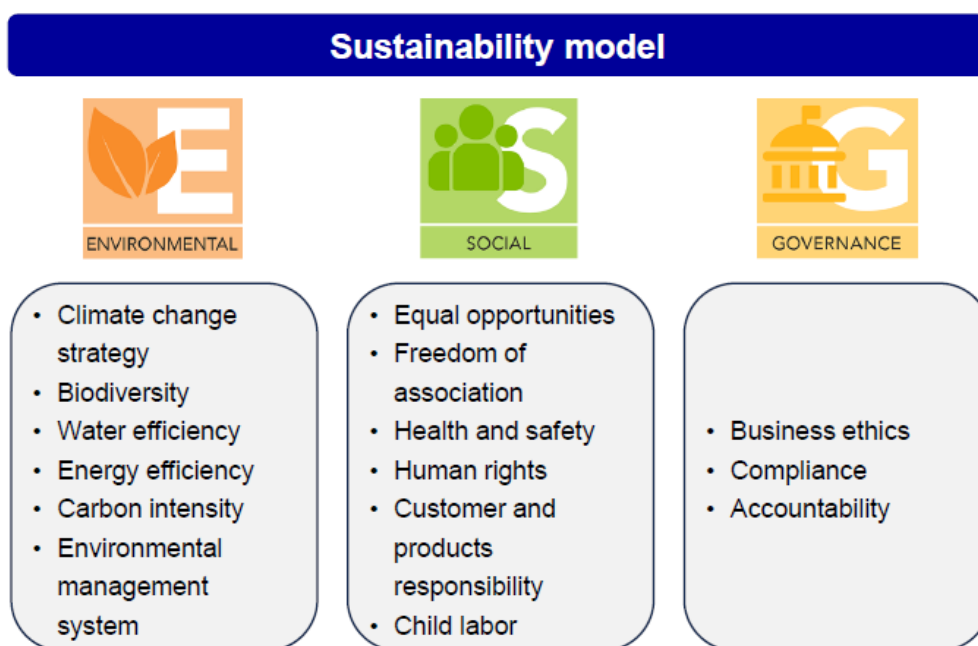 Sustainability model
E
ENVIRONMENTAL
S
SOCIAL
G
GOVERNANCE
• Climate change
strategy
• Biodiversity
• Water efficiency
• Energy efficiency
• Carbon intensity
• Environmental
management
system
• Equal opportunities
• Freedom of
association
• Health and safety
• Human rights
• Customer and
products
responsibility
• Child labor
• Business ethics
• Compliance
• Accountability